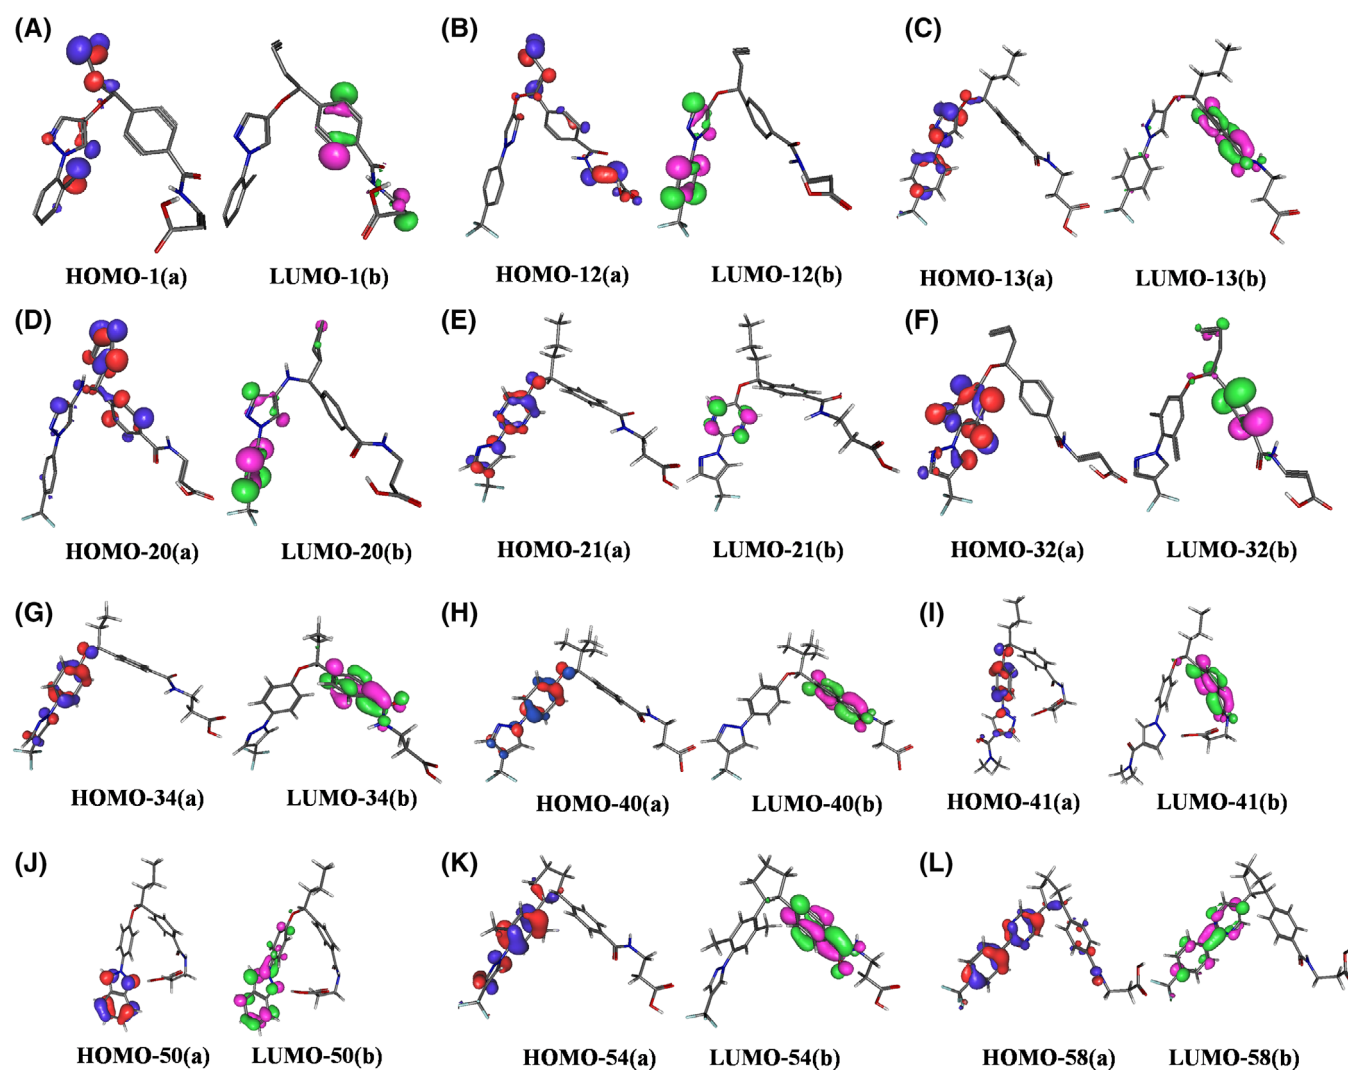 (A)
(B)
(C)
HOMO-1(a)
LUMO-1(b)
HOMO-12(a)
LUMO-12(b)
HOMO-13(a)
LUMO-13(b)
(D)
(E)
(F)
HOMO-20(a)
LUMO-20(b)
HOMO-21(a)
LUMO-21(b)
HOMO-32(a)
LUMO-32(b)
(G)
(H)
(I)
HOMO-34(a)
LUMO-34(b)
HOMO-40(a)
LUMO-40(b)
HOMO-41(a)
LUMO-41(b)
(J)
(K)
(L)
HOMO-50(a)
LUMO-50(b)
HOMO-54(a)
LUMO-54(b)
HOMO-58(a)
LUMO-58(b)